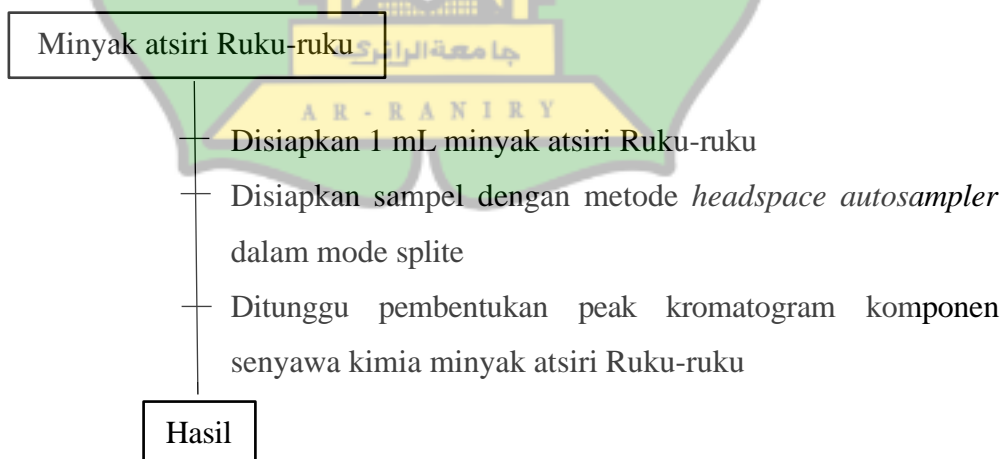 Minyak atsiri Ruku-ruku
جامعة الرانري
AR-RANIRY
Disiapkan 1 mL minyak atsiri Ruku-ruku
Disiapkan sampel dengan metode headspace autosampler
dalam mode splite
Ditunggu pembentukan peak kromatogram komponen
senyawa kimia minyak atsiri Ruku-ruku
Hasil